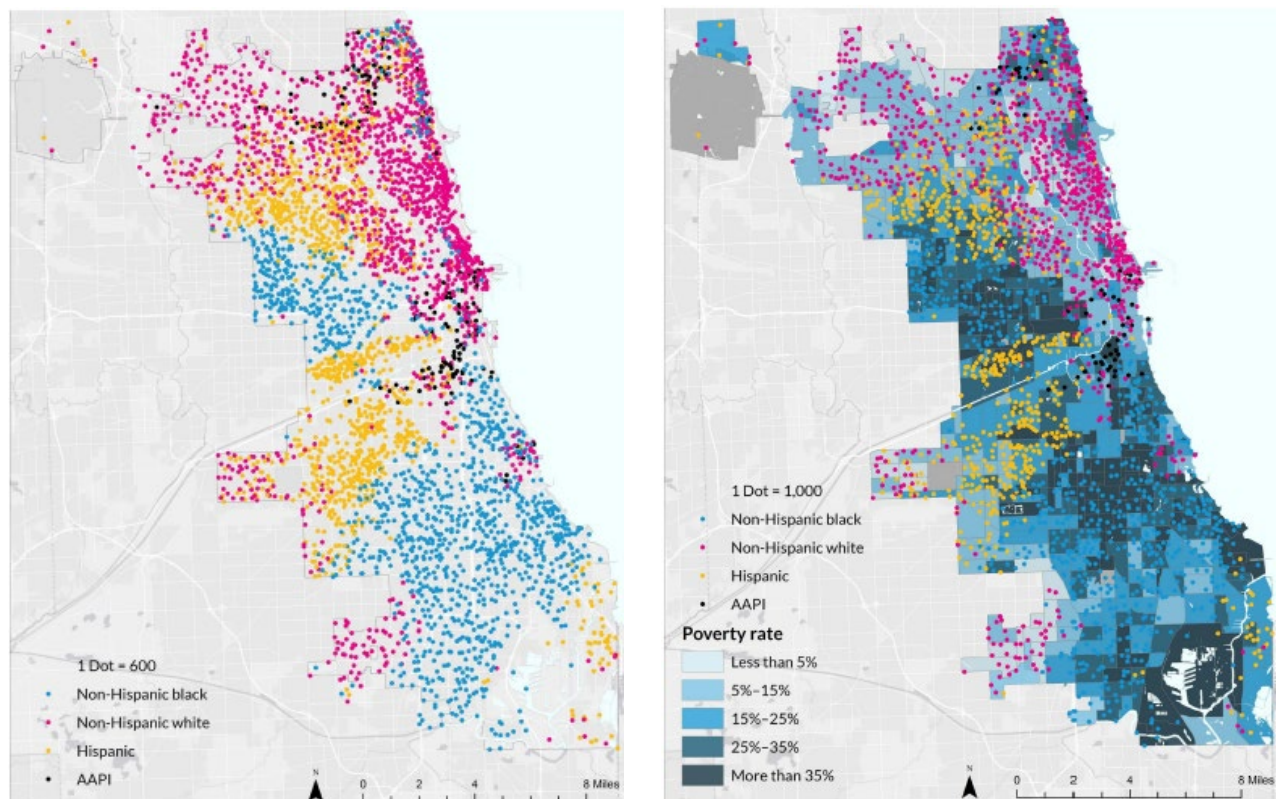 1 Dot = 600
Non-Hispanic black
Non-Hispanic white
Hispanic
AAPI
N
0 2 4 8 Miles
1 Dot = 1,000
Non-Hispanic black
Non-Hispanic white
Hispanic
AAPI
Poverty rate
Less than 5%
5%–15%
15%–25%
25%–35%
More than 35%
N
0 2 4 8 Miles